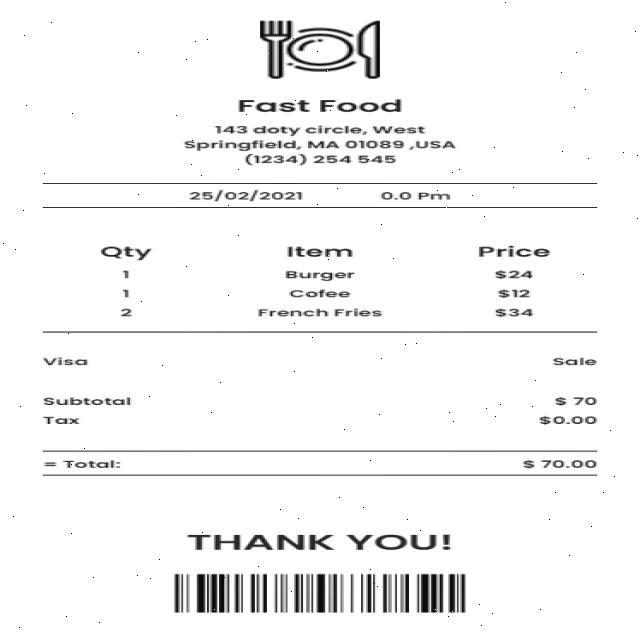 Fast Food
143 doty circle, West
Springfield, MA 01089 ,USA
(1234) 254 545
25/02/2021 0.0 Pm
Qty Item Price
1 Burger $24
1 Cofee $12
2 French Fries $34
Visa Sale
Subtotal $ 70
Tax $0.00
= Total: $ 70.00
THANK YOU!